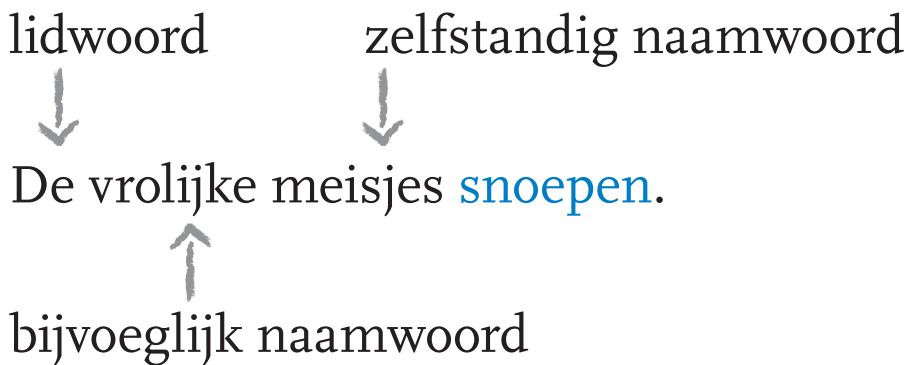 lidwoord zelfstandig naamwoord
De vrolijke meisjes snoepen.
bijvoeglijk naamwoord